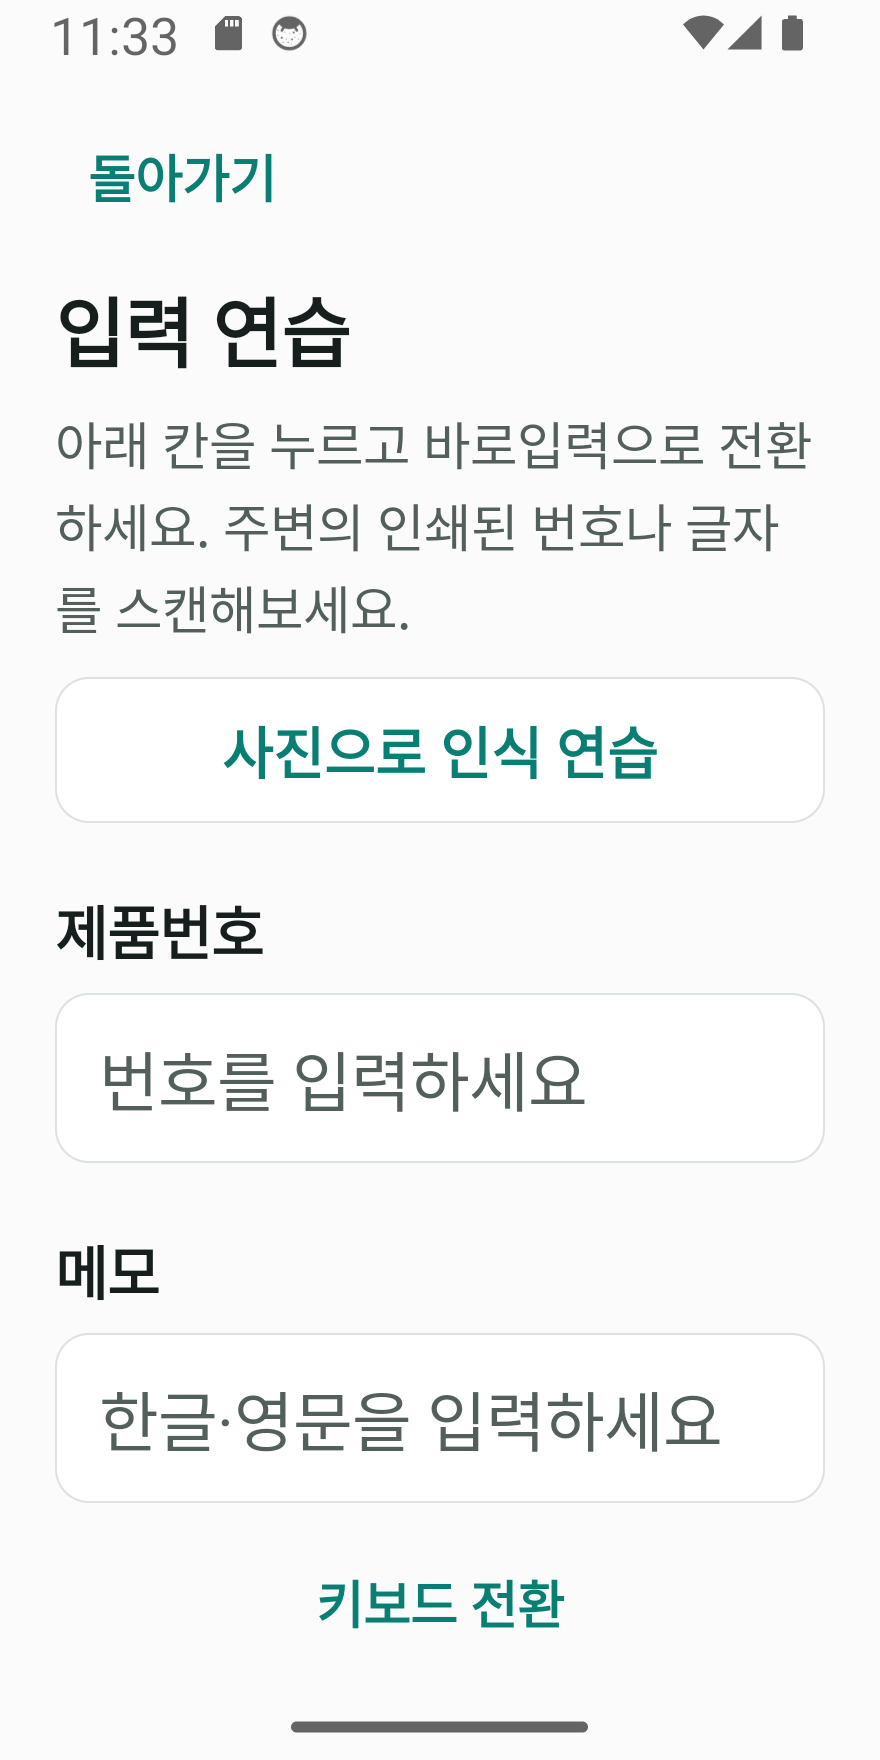 11:33
돌아가기
입력 연습
아래 칸을 누르고 바로입력으로 전환
하세요. 주변의 인쇄된 번호나 글자
를 스캔해보세요.
사진으로 인식 연습
제품번호
번호를 입력하세요
메모
한글·영문을 입력하세요
키보드 전환